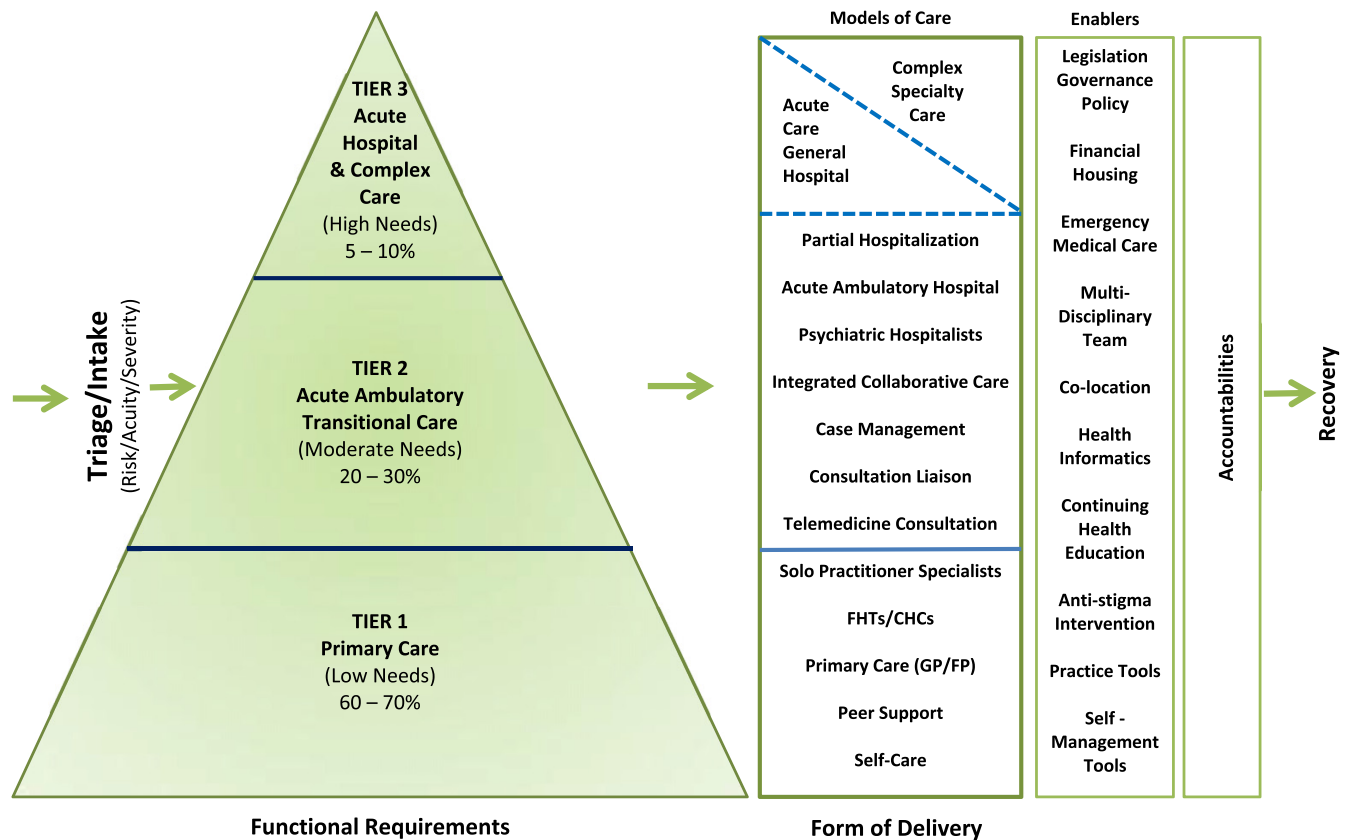 Triage/Intake
(Risk/Acuity/Severity)
TIER 3
Acute
Hospital
& Complex
Care
(High Needs)
5 – 10%
TIER 2
Acute Ambulatory
Transitional Care
(Moderate Needs)
20 – 30%
TIER 1
Primary Care
(Low Needs)
60 – 70%
Functional Requirements
Models of Care
Complex
Specialty
Care
Acute
Care
General
Hospital
Partial Hospitalization
Acute Ambulatory Hospital
Psychiatric Hospitalists
Integrated Collaborative Care
Case Management
Consultation Liaison
Telemedicine Consultation
Solo Practitioner Specialists
FHTs/CHCs
Primary Care (GP/FP)
Peer Support
Self-Care
Form of Delivery
Enablers
Legislation
Governance
Policy
Financial
Housing
Emergency
Medical Care
Multi-
Disciplinary
Team
Co-location
Health
Informatics
Continuing
Health
Education
Anti-stigma
Intervention
Practice Tools
Self -
Management
Tools
Accountabilities
Recovery